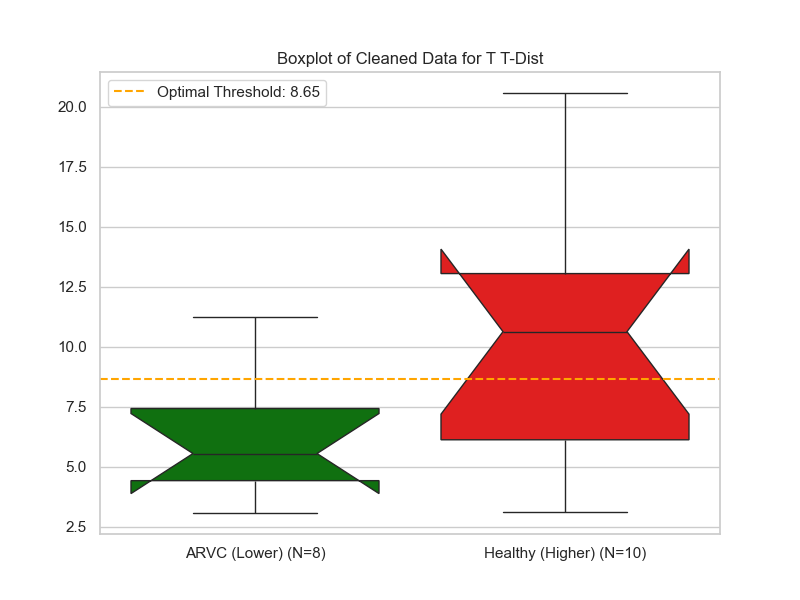 Boxplot of Cleaned Data for T T-Dist
Optimal Threshold: 8.65
20.0
17.5
15.0
12.5
10.0
7.5
5.0
2.5
ARVC (Lower) (N=8)
Healthy (Higher) (N=10)